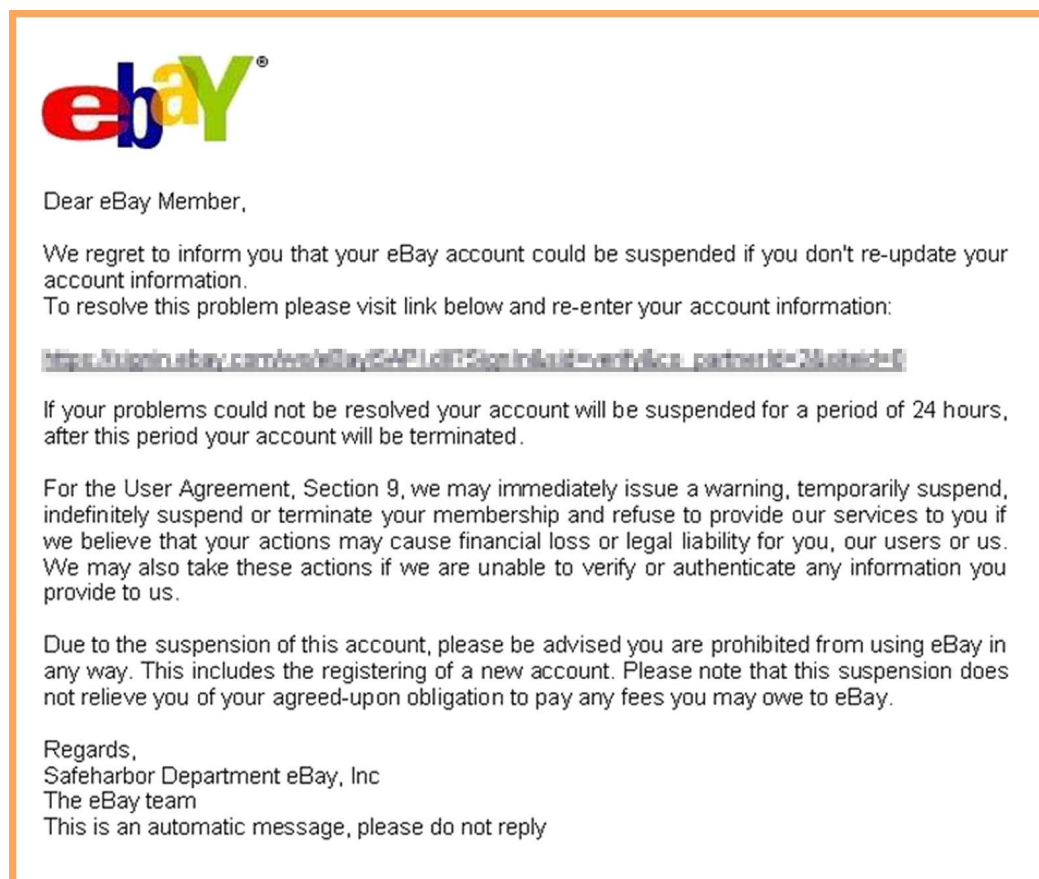 ebaY®
Dear eBay Member,
We regret to inform you that your eBay account could be suspended if you don't re-update your
account information.
To resolve this problem please visit link below and re-enter your account information:
If your problems could not be resolved your account will be suspended for a period of 24 hours,
after this period your account will be terminated.
For the User Agreement, Section 9, we may immediately issue a warning, temporarily suspend,
indefinitely suspend or terminate your membership and refuse to provide our services to you if
we believe that your actions may cause financial loss or legal liability for you, our users or us.
We may also take these actions if we are unable to verify or authenticate any information you
provide to us.
Due to the suspension of this account, please be advised you are prohibited from using eBay in
any way. This includes the registering of a new account. Please note that this suspension does
not relieve you of your agreed-upon obligation to pay any fees you may owe to eBay.
Regards,
Safeharbor Department eBay, Inc
The eBay team
This is an automatic message, please do not reply